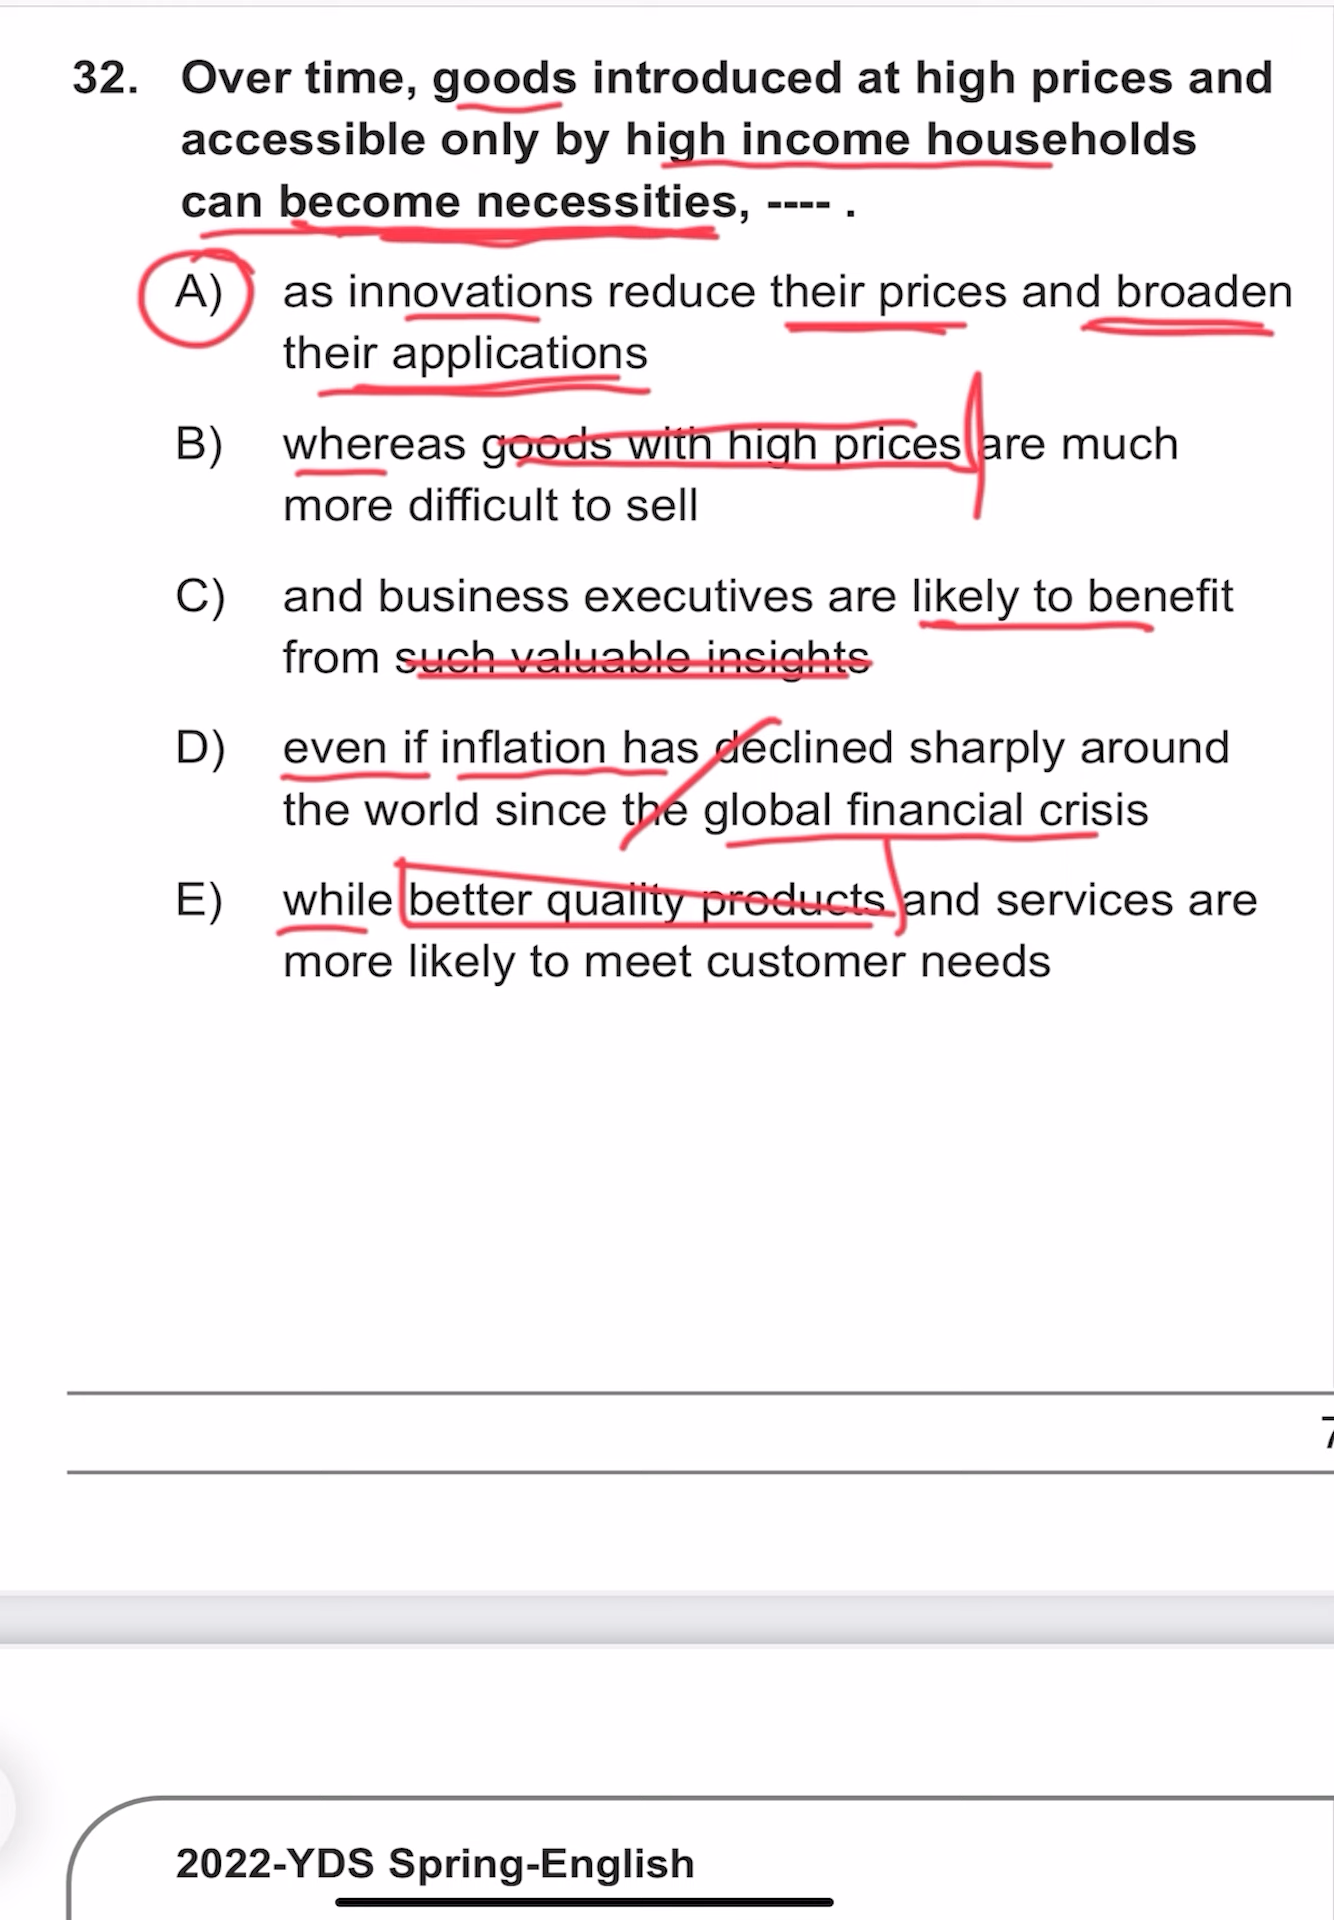 32. Over time, goods introduced at high prices and
accessible only by high income households
can become necessities, ---- .
A) as innovations reduce their prices and broaden
their applications
B) whereas goods with high prices are much
more difficult to sell
C) and business executives are likely to benefit
from such valuable insights
D) even if inflation has declined sharply around
the world since the global financial crisis
E) while better quality products and services are
more likely to meet customer needs
7
2022-YDS Spring-English